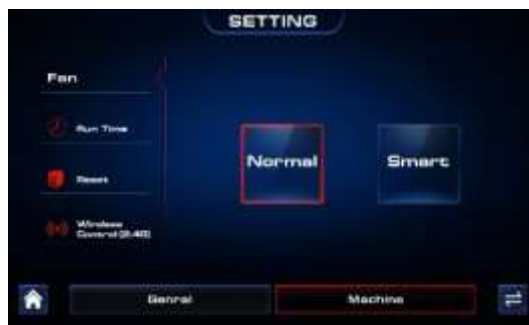 SETTING
Fan
Run Time
Reset
Wireless
Control (2.4G)
Normal
Smart
Genral
Machine